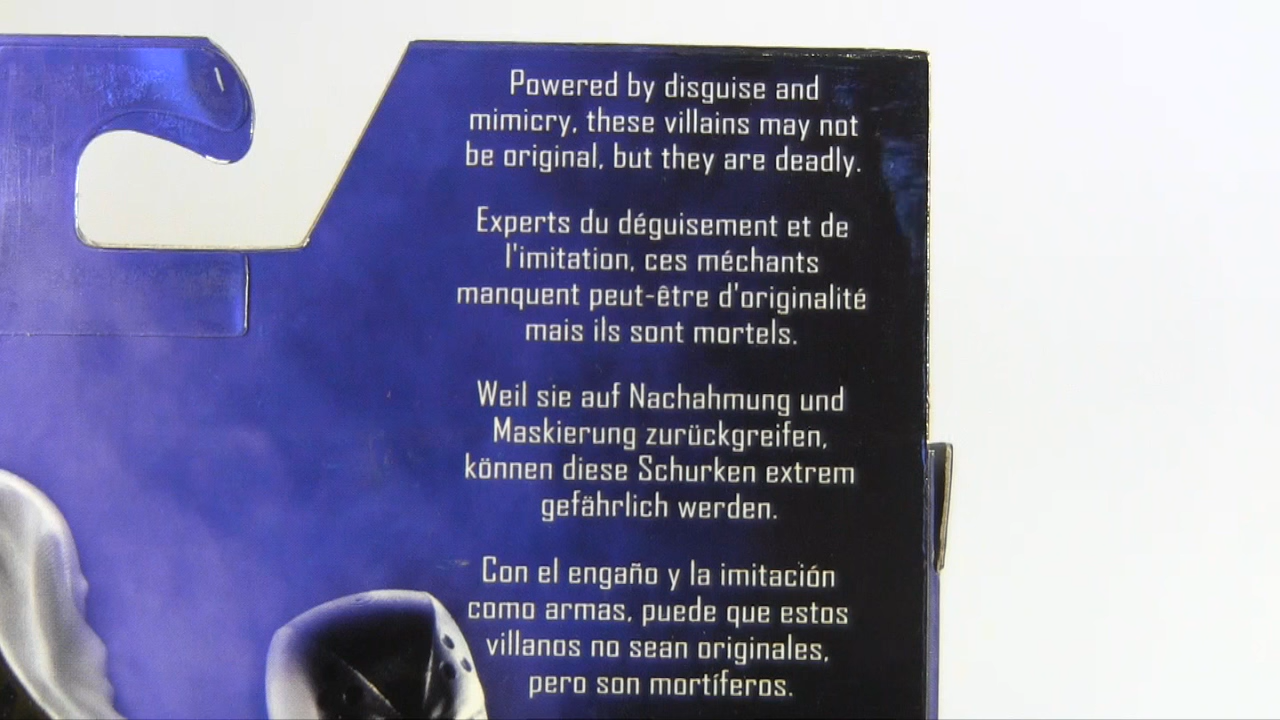 Powered by disguise and
mimicry, these villains may not
be original, but they are deadly.
Experts du déguisement et de
l'imitation, ces méchants
manquent peut-être d'originalité
mais ils sont mortels.
Weil sie auf Nachahmung und
Maskierung zurückgreifen,
können diese Schurken extrem
gefährlich werden.
Con el engaño y la imitación
como armas, puede que estos
villanos no sean originales,
pero son mortíferos.